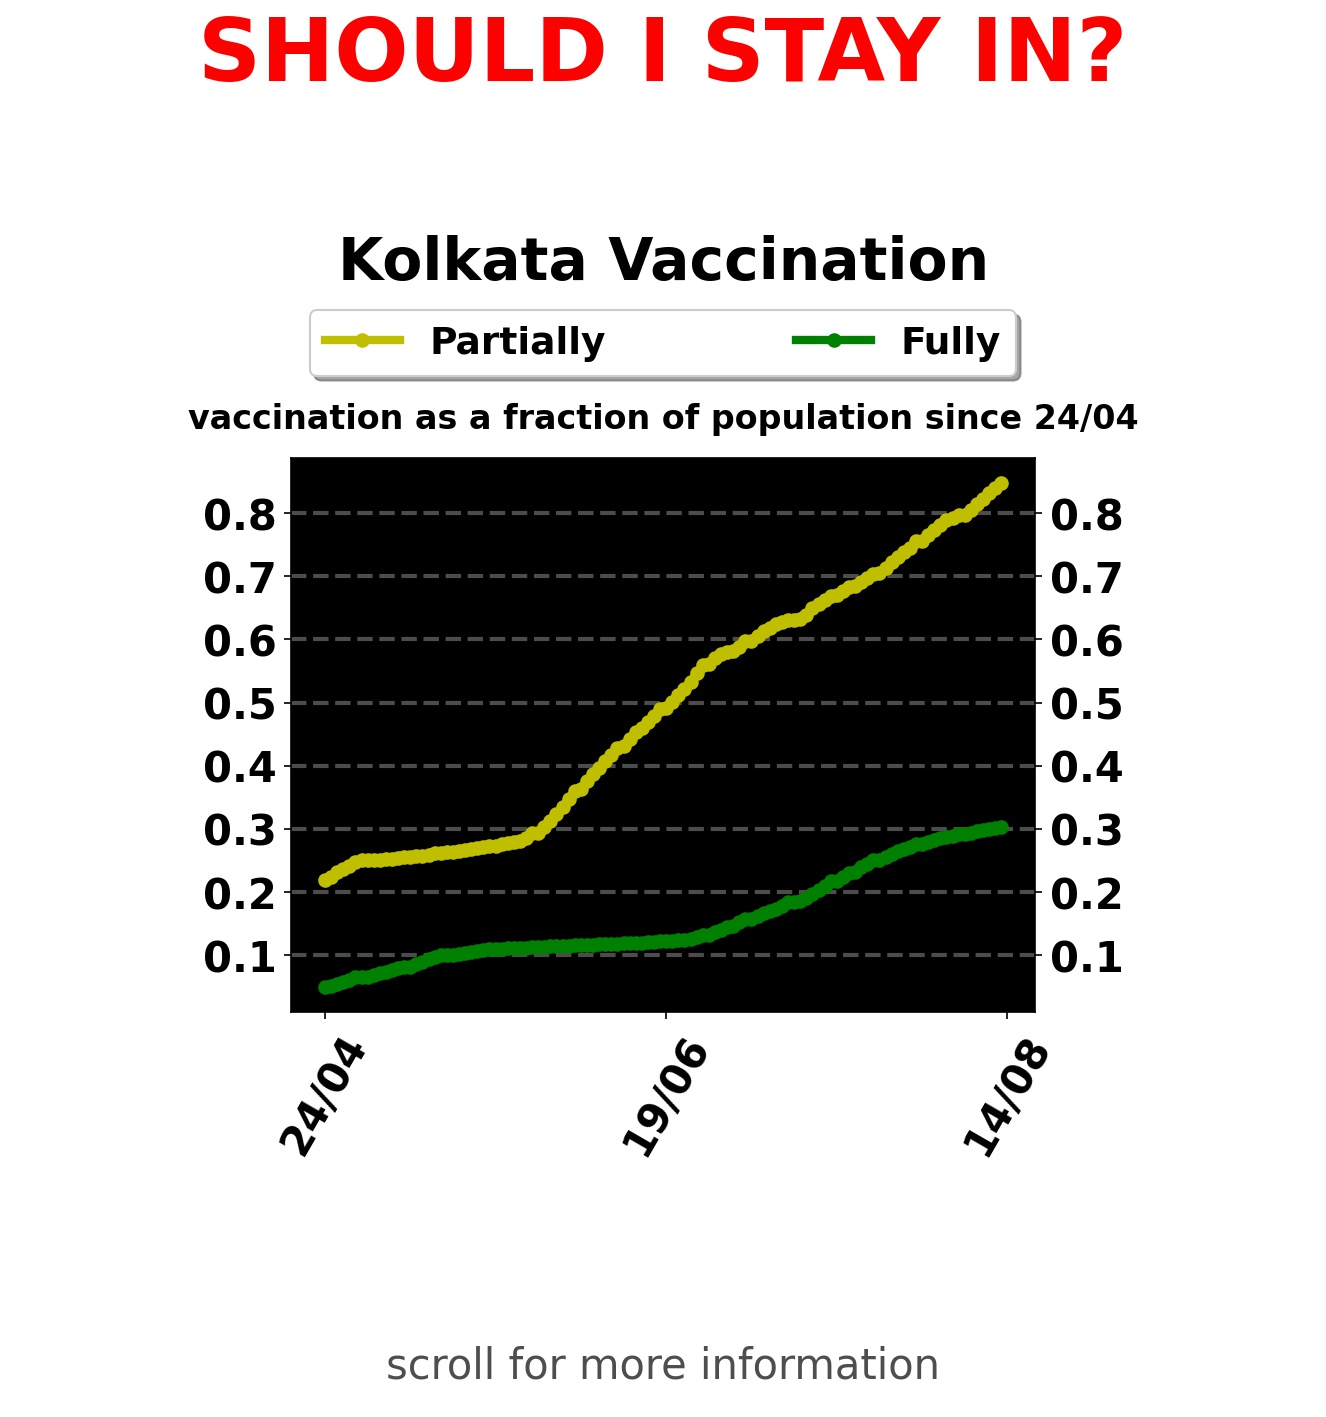 SHOULD I STAY IN?
Kolkata Vaccination
Partially Fully
vaccination as a fraction of population since 24/04
0.8 0.8
0.7 0.7
0.6 0.6
0.5 0.5
0.4 0.4
0.3 0.3
0.2 0.2
0.1 0.1
24/04 19/06 14/08
scroll for more information